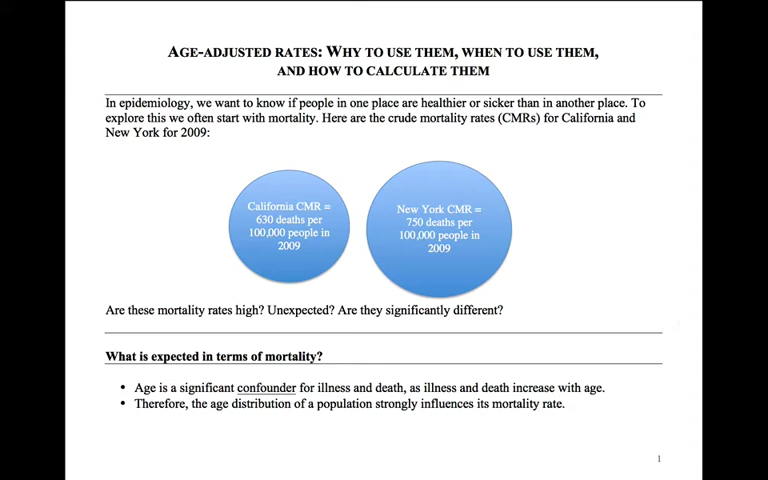 AGE-ADJUSTED RATES: WHY TO USE THEM, WHEN TO USE THEM,
AND HOW TO CALCULATE THEM
In epidemiology, we want to know if people in one place are healthier or sicker than in another place. To
explore this we often start with mortality. Here are the crude mortality rates (CMRs) for California and
New York for 2009:
California CMR =
630 deaths per
100,000 people in
2009
New York CMR =
750 deaths per
100,000 people in
2009
Are these mortality rates high? Unexpected? Are they significantly different?
What is expected in terms of mortality?
• Age is a significant confounder for illness and death, as illness and death increase with age.
• Therefore, the age distribution of a population strongly influences its mortality rate.
1